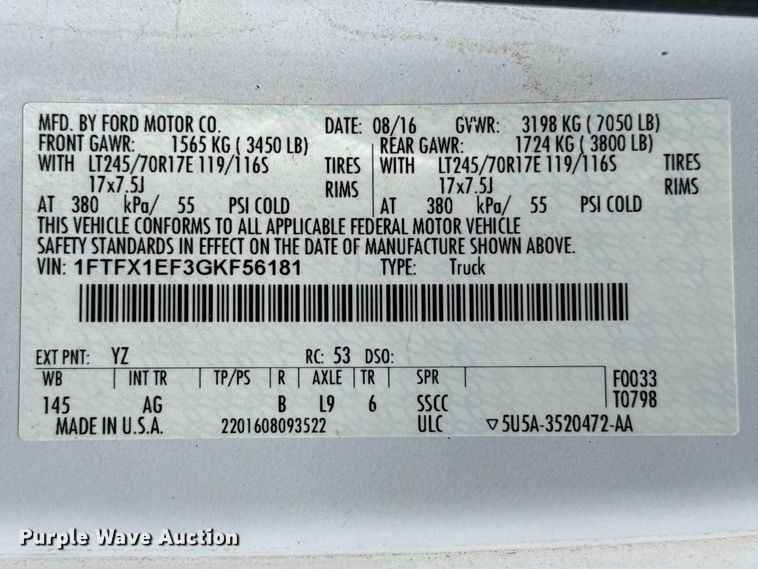 MFD. BY FORD MOTOR CO. DATE: 08/16 GVWR: 3198 KG ( 7050 LB)
FRONT GAWR: 1565 KG ( 3450 LB) REAR GAWR: 1724 KG ( 3800 LB)
WITH LT245/70R17E 119/116S TIRES WITH LT245/70R17E 119/116S TIRES
17x7.5J RIMS 17x7.5J RIMS
AT 380 kPa/ 55 PSI COLD AT 380 kPa/ 55 PSI COLD
THIS VEHICLE CONFORMS TO ALL APPLICABLE FEDERAL MOTOR VEHICLE
SAFETY STANDARDS IN EFFECT ON THE DATE OF MANUFACTURE SHOWN ABOVE.
VIN: 1FTFX1EF3GKF56181 TYPE: Truck
EXT PNT: YZ RC: 53 DSO:
WB INT TR TP/PS R AXLE TR SPR F0033
145 AG B L9 6 SSCC T0798
MADE IN U.S.A. 2201608093522 ULC ▽5U5A-3520472-AA
Purple Wave Auction